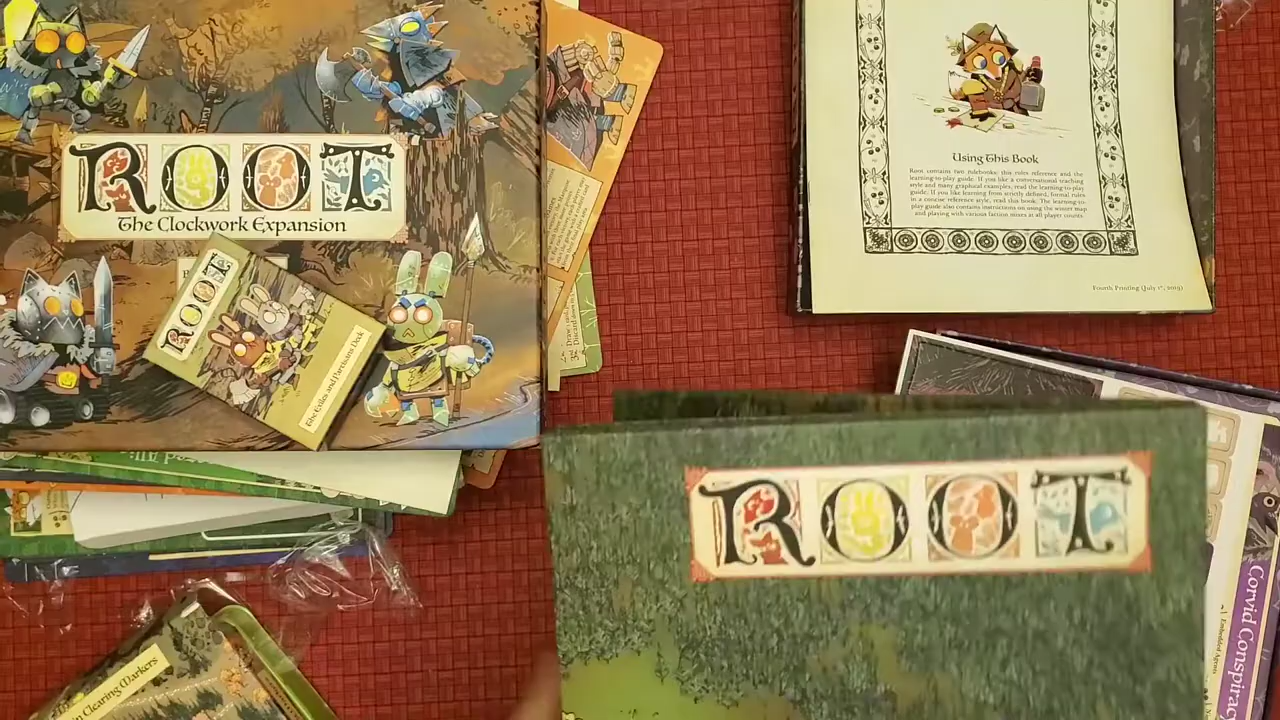 ROOT
The Clockwork Expansion
ROOT
The Exiles and Partisans Deck
Using This Book
Root contains two rulebooks: this rules reference and the
learning-to-play guide. If you like a conversational teaching
style and many graphical examples, read the learning-to-play
guide. If you like learning from strictly defined, formal rules
in a concise reference style, read this book. The learning-to-
play guide also contains instructions on using the winter map
and playing with various faction mixes at all player counts.
Fourth Printing (July 1st, 2019)
ROOT
Corvid Conspirac
Embedded Agents
in Clearing Markers